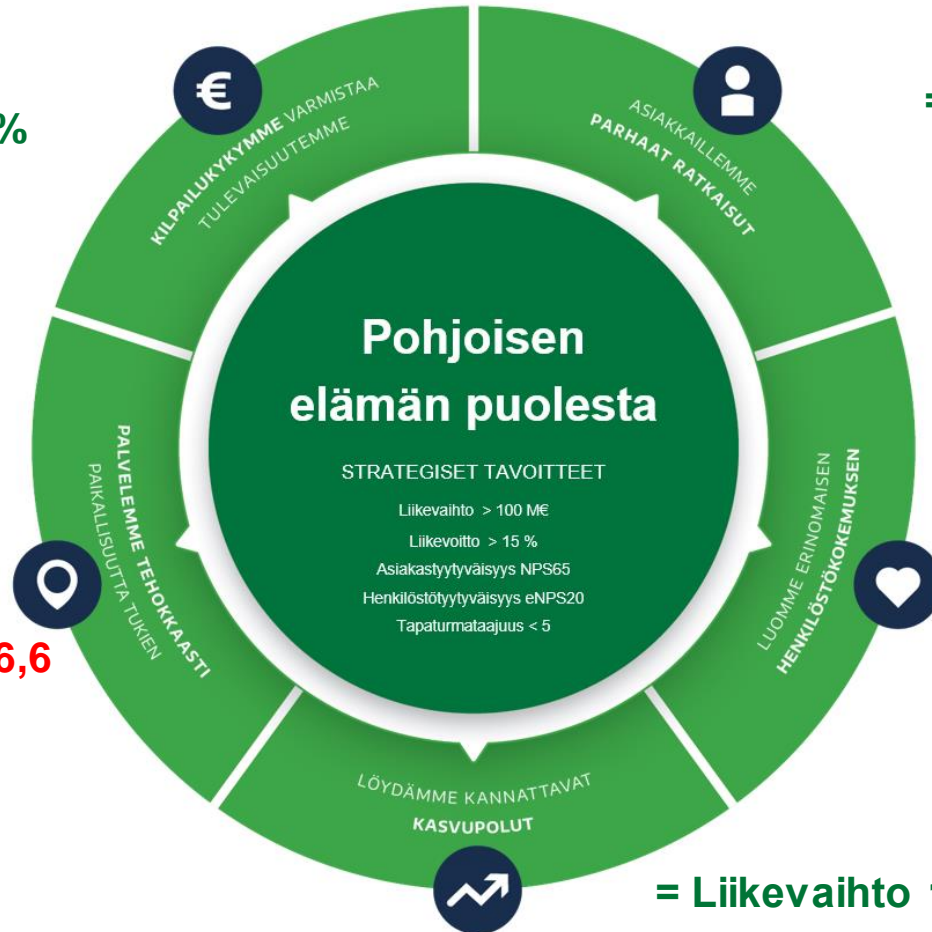 %
=
€
KILPAILUKYKYMME VARMISTAA
TULEVAISUUTEMME
ASIAKKAILLEMME
PARHAAT RATKAISUT
Pohjoisen
elämän puolesta
STRATEGISET TAVOITTEET
Liikevaihto > 100 M€
Liikevoitto > 15 %
Asiakastyytyväisyys NPS65
Henkilöstötyytyväisyys eNPS20
Tapaturmataajuus < 5
PALVELEMME TEHOKKAASTI
PAIKALLISUUTTA TUKIEN
LUOMME ERINOMAISEN
HENKILÖSTÖKOKEMUKSEN
6,6
LÖYDÄMME KANNATTAVAT
KASVUPOLUT
= Liikevaihto